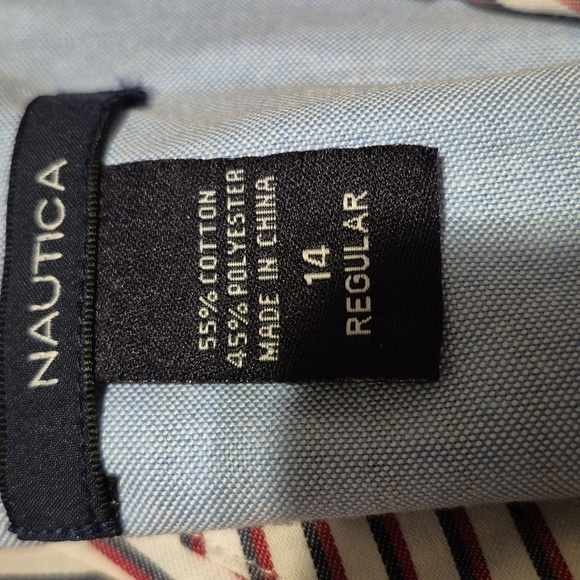 NAUTICA
55% COTTON
45% POLYESTER
MADE IN CHINA
14
REGULAR